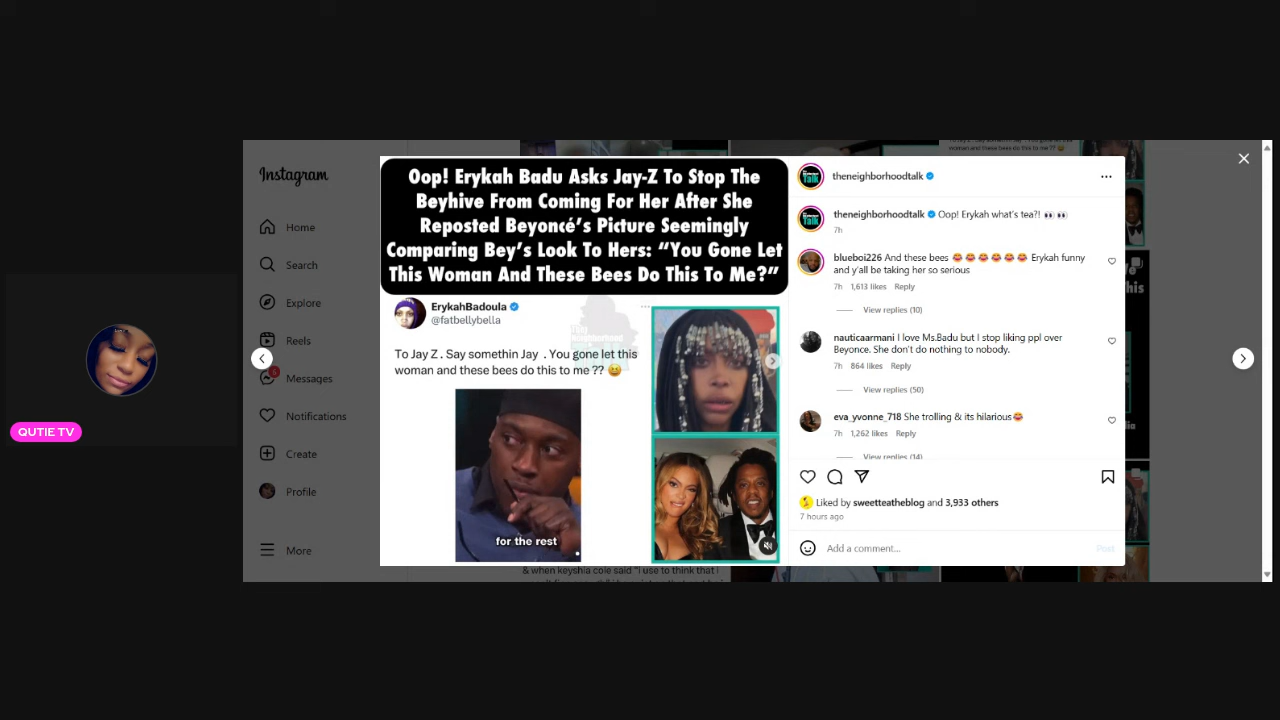 QUTIE TV
Instagram
Home
Search
Explore
Reels
Messages
Notifications
Create
Profile
More
Oop! Erykah Badu Asks Jay-Z To Stop The
Beyhive From Coming For Her After She
Reposted Beyoncé's Picture Seemingly
Comparing Bey's Look To Hers: “You Gone Let
This Woman And These Bees Do This To Me?”
ErykahBadoula
@fatbellybella
To Jay Z . Say somethin Jay . You gone let this
woman and these bees do this to me ?? 😆
for the rest
theneighborhoodtalk
theneighborhoodtalk Oop! Erykah what's tea?! 👀 👀
7h
blueboi226 And these bees 😂😂😂😂😂😂 Erykah funny
and y'all be taking her so serious
7h 1,613 likes Reply
View replies (10)
nauticaarmani I love Ms.Badu but I stop liking ppl over
Beyonce. She don't do nothing to nobody.
7h 864 likes Reply
View replies (50)
eva_yvonne_718 She trolling & its hilarious😂
7h 1,262 likes Reply
View replies (14)
Liked by sweetteatheblog and 3,933 others
7 hours ago
Add a comment...
Post
& when keyshia cole said "i use to think that i